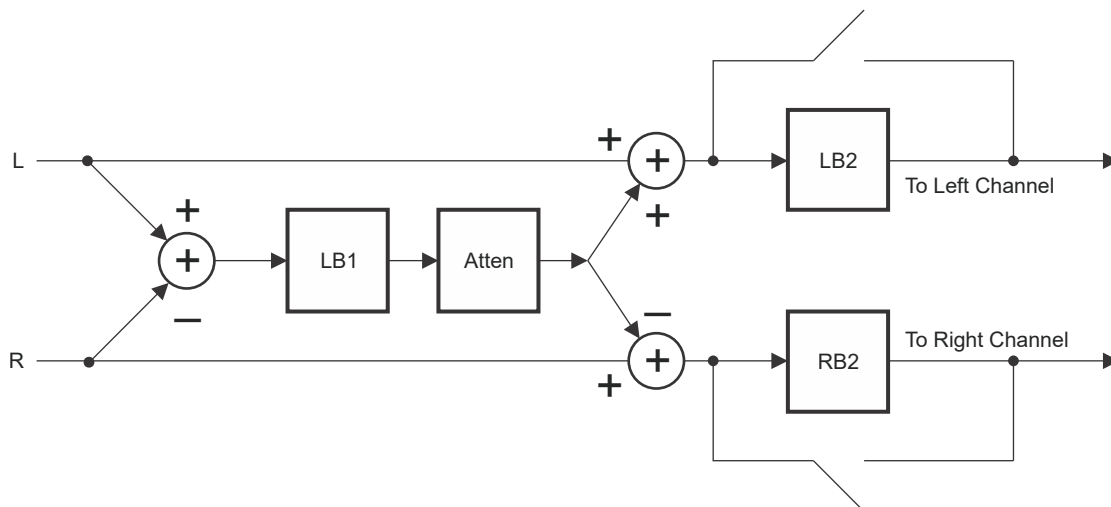 +
L
+
LB2
To Left Channel
+
+
+
LB1
Atten
−
−
To Right Channel
R
+
RB2
+